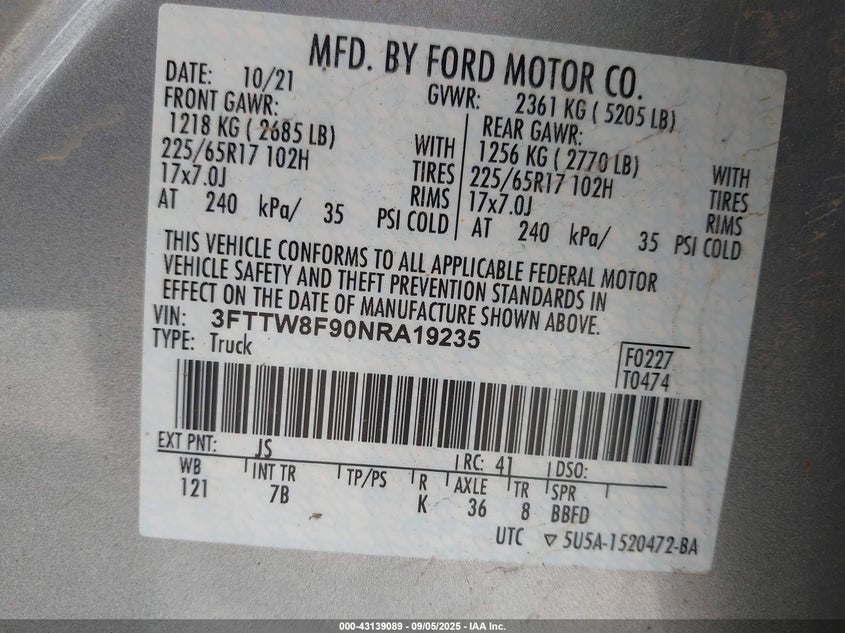 MFD. BY FORD MOTOR CO.
DATE: 10/21
GVWR: 2361 KG ( 5205 LB)
FRONT GAWR:
1218 KG ( 2685 LB) WITH
225/65R17 102H TIRES
17x7.0J RIMS
AT 240 kPa/ 35 PSI COLD
REAR GAWR:
1256 KG ( 2770 LB) WITH
225/65R17 102H TIRES
17x7.0J RIMS
AT 240 kPa/ 35 PSI COLD
THIS VEHICLE CONFORMS TO ALL APPLICABLE FEDERAL MOTOR
VEHICLE SAFETY AND THEFT PREVENTION STANDARDS IN
EFFECT ON THE DATE OF MANUFACTURE SHOWN ABOVE.
VIN: 3FTTW8F90NRA19235
TYPE: Truck
F0227
T0474
EXT PNT: JS RC: 41 DSO:
WB INT TR TP/PS R AXLE TR SPR
121 7B K 36 8 BBFD
UTC ▽ 5U5A-1520472-BA
000-43139089 - 09/05/2025 - IAA Inc.